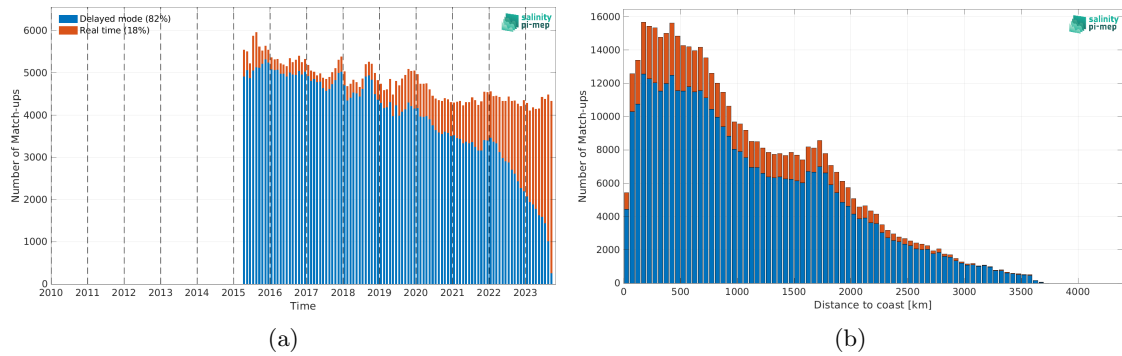 Delayed mode (82%)
Real time (18%)
salinity
pi-mep
Number of Match-ups
6000
5000
4000
3000
2000
1000
0
2010 2011 2012 2013 2014 2015 2016 2017 2018 2019 2020 2021 2022 2023
Time
(a)
salinity
pi-mep
Number of Match-ups
16000
14000
12000
10000
8000
6000
4000
2000
0
0 500 1000 1500 2000 2500 3000 3500 4000
Distance to coast [km]
(b)